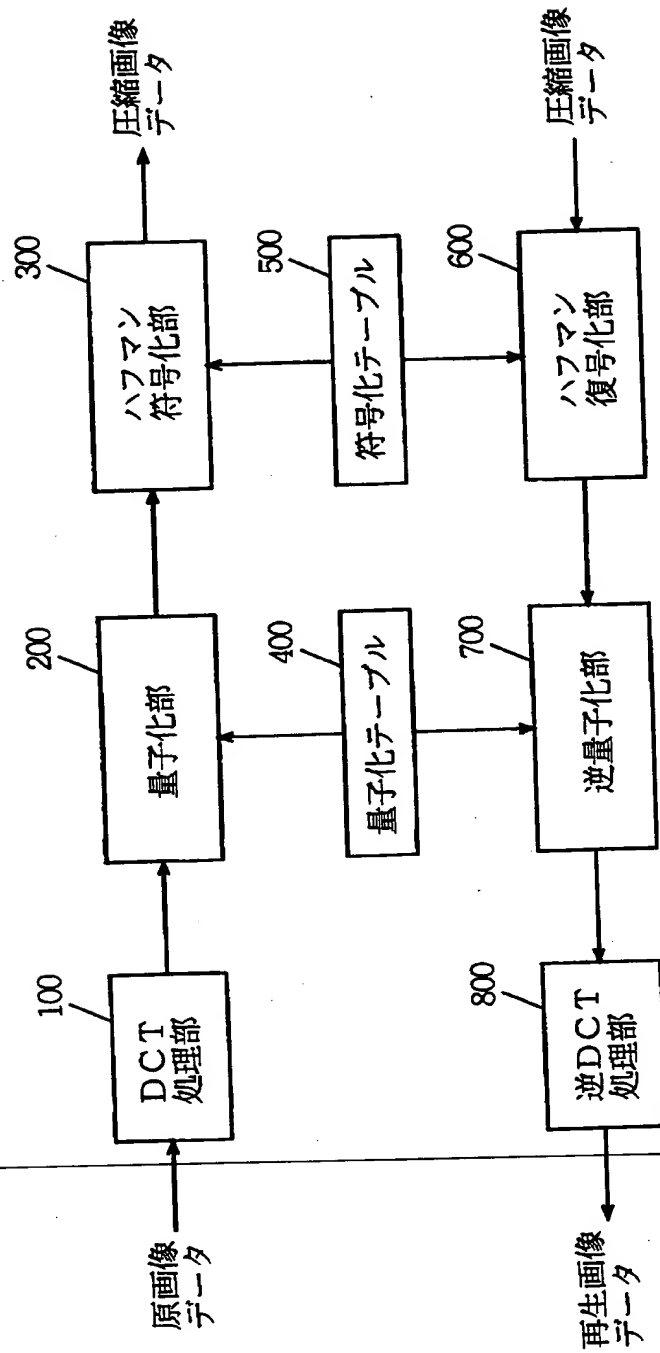 原画像
データ
100
DCT
処理部
200
量子化部
300
ハフマン
符号化部
圧縮画像
データ
400
量子化テーブル
500
符号化テーブル
再生画像
データ
800
逆DCT
処理部
700
逆量子化部
600
ハフマン
復号化部
圧縮画像
データ